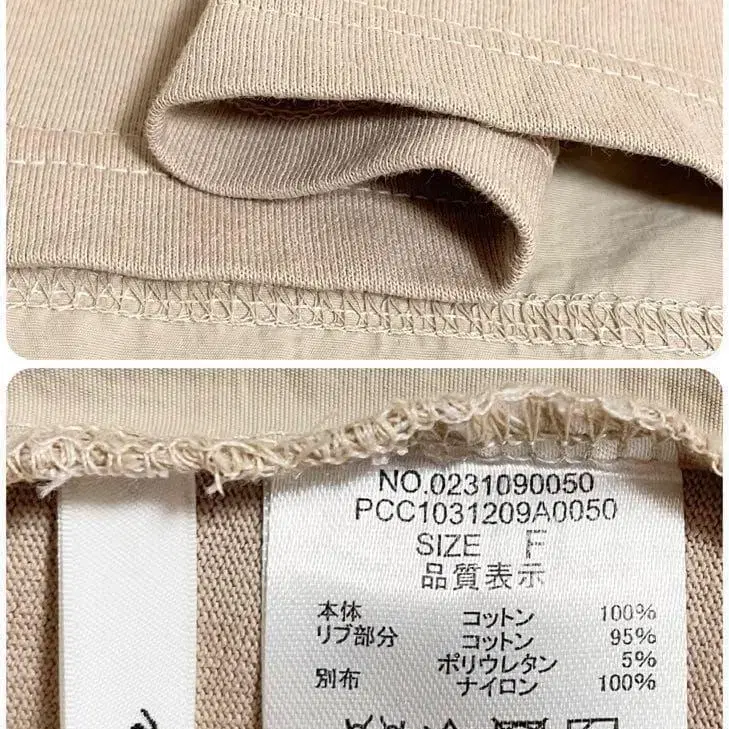 NO.0231090050
PCC1031209A0050
SIZE F
品質表示
本体 コットン 100%
リブ部分 コットン 95%
ポリウレタン 5%
別布 ナイロン 100%